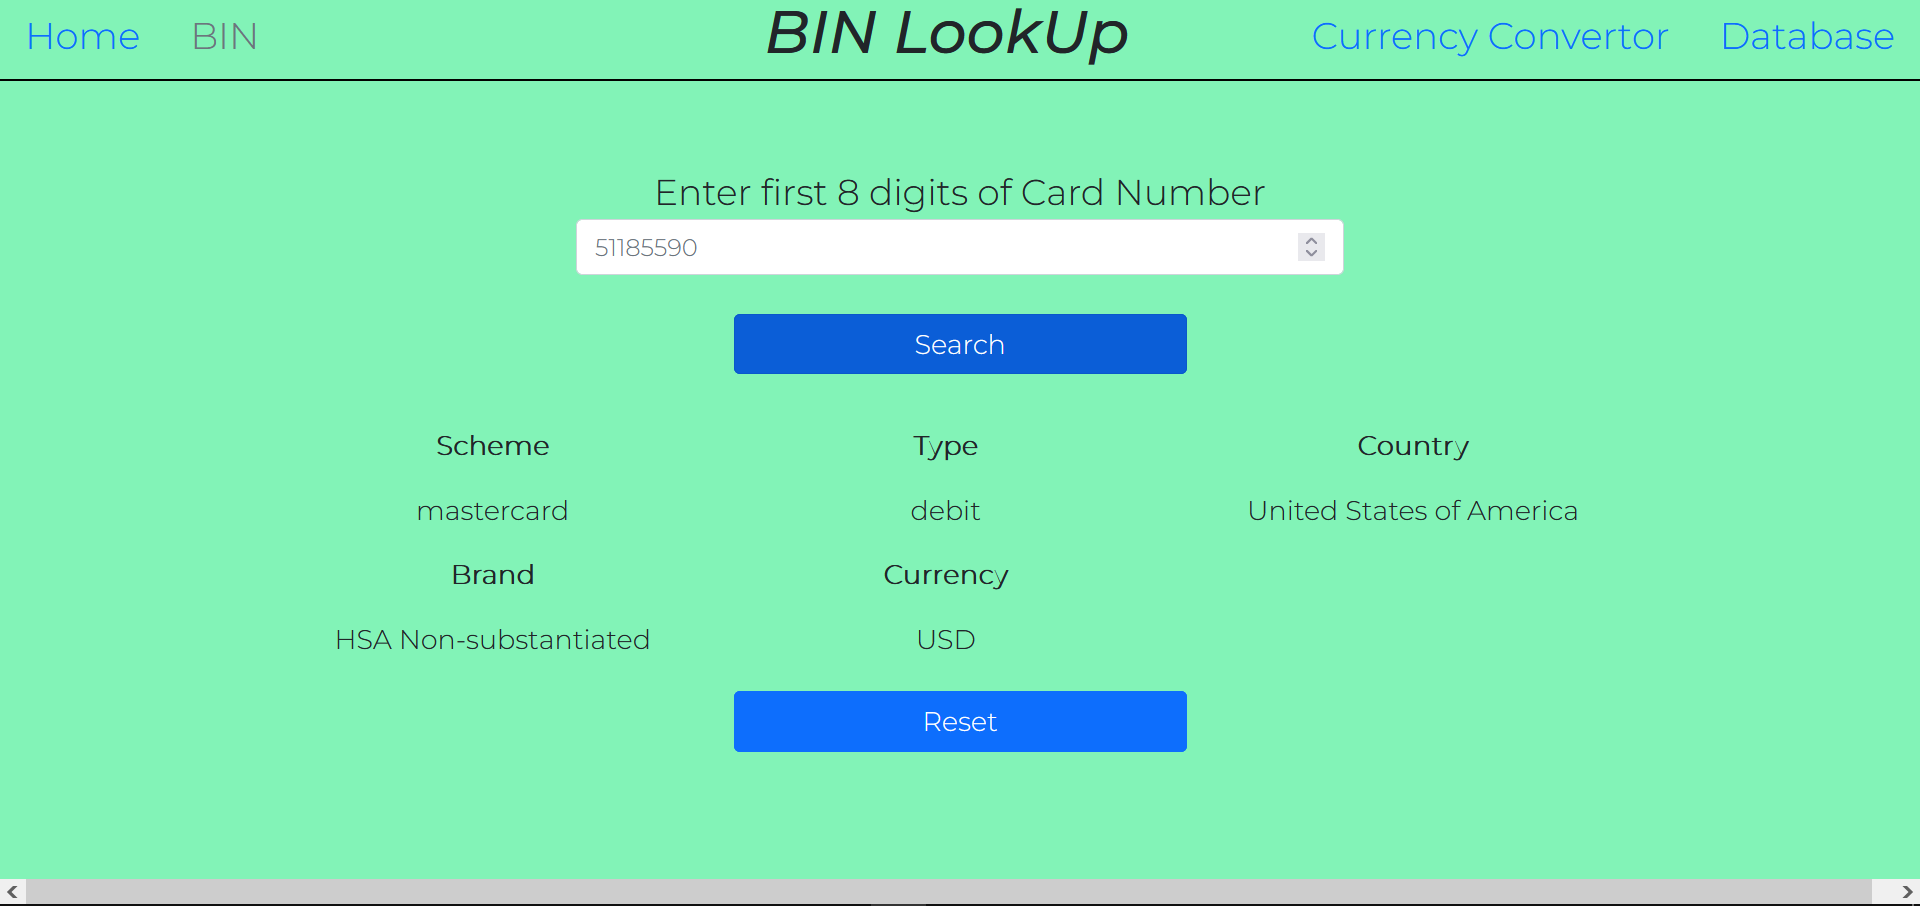 Home BIN BIN LookUp Currency Convertor Database
Enter first 8 digits of Card Number
51185590
Search
Scheme Type Country
mastercard debit United States of America
Brand Currency
HSA Non-substantiated USD
Reset